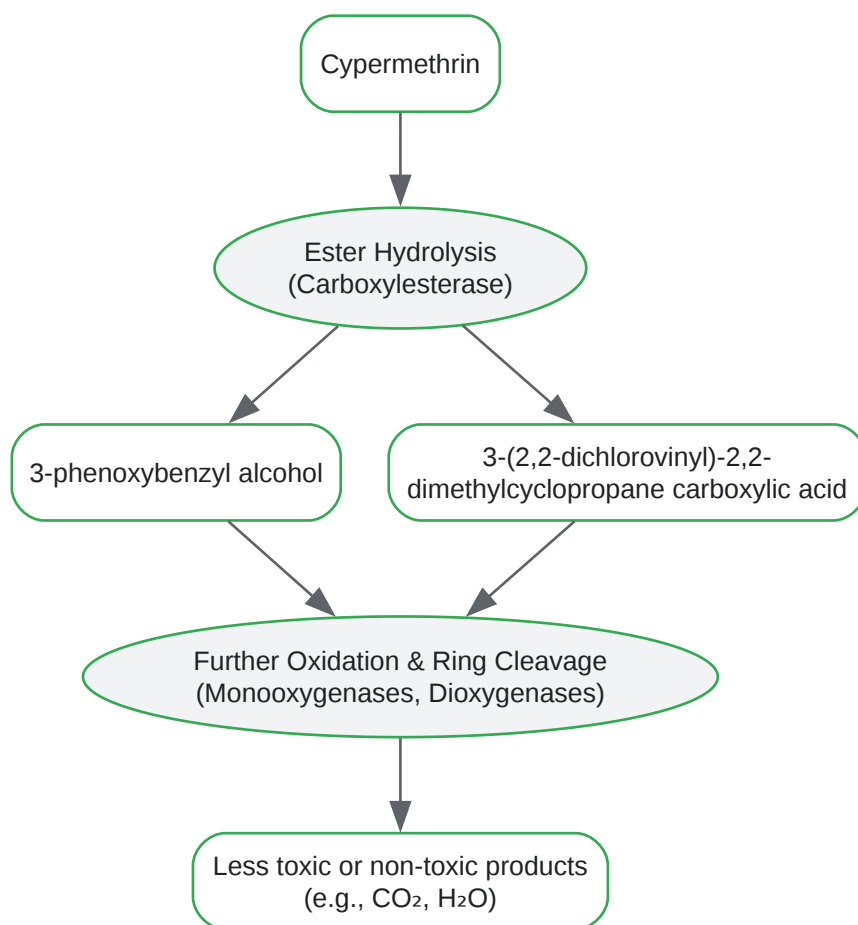 Cypermethrin
Ester Hydrolysis
(Carboxylesterase)
3-phenoxybenzyl alcohol
3-(2,2-dichlorovinyl)-2,2-
dimethylcyclopropane carboxylic acid
Further Oxidation & Ring Cleavage
(Monooxygenases, Dioxygenases)
Less toxic or non-toxic products
(e.g., CO₂, H₂O)